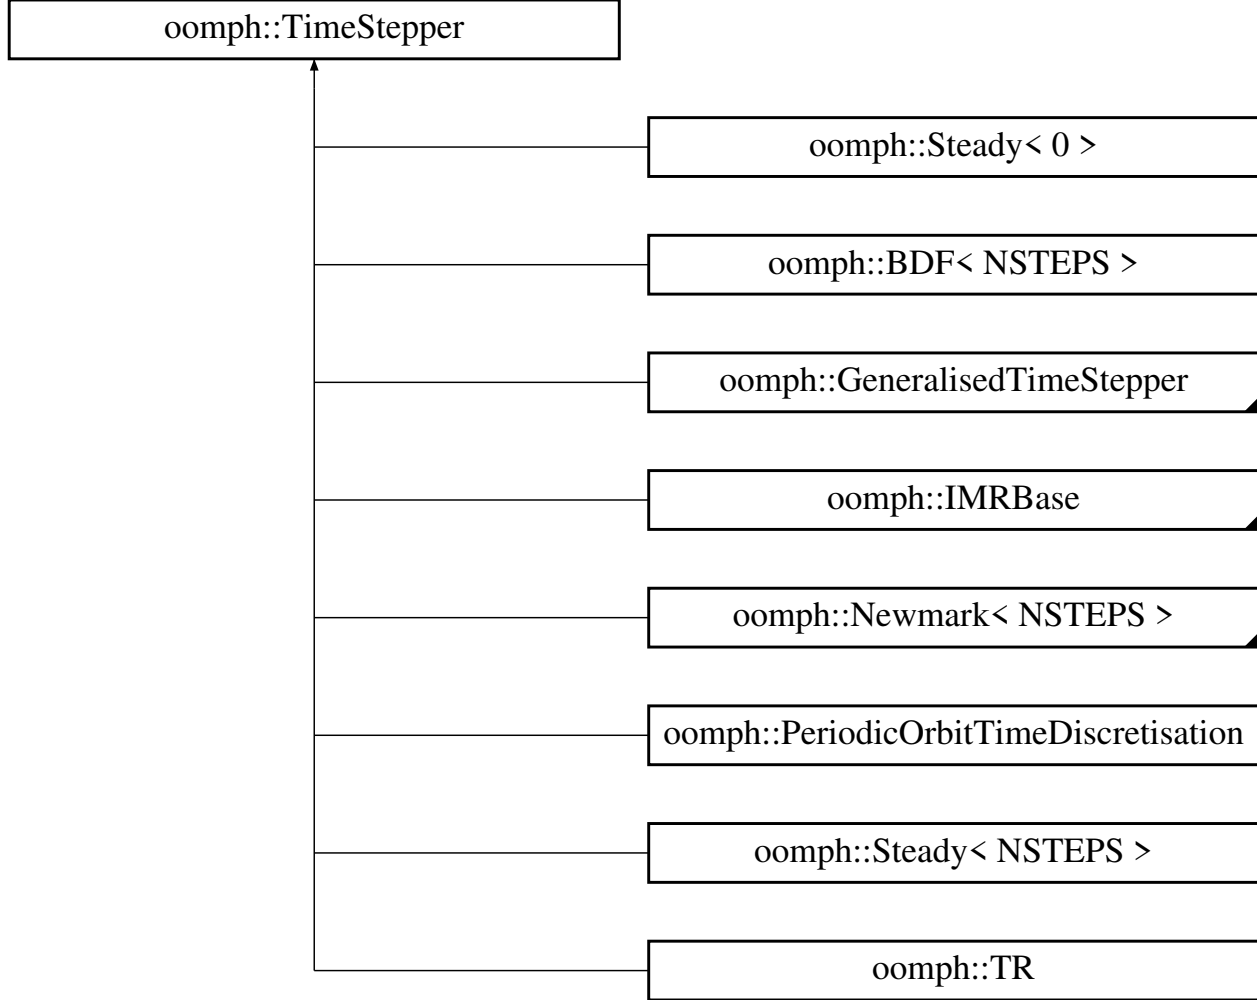 oomph::TimeStepper
oomph::Steady< 0 >
oomph::BDF< NSTEPS >
oomph::GeneralisedTimeStepper
oomph::IMRBase
oomph::Newmark< NSTEPS >
oomph::PeriodicOrbitTimeDiscretisation
oomph::Steady< NSTEPS >
oomph::TR